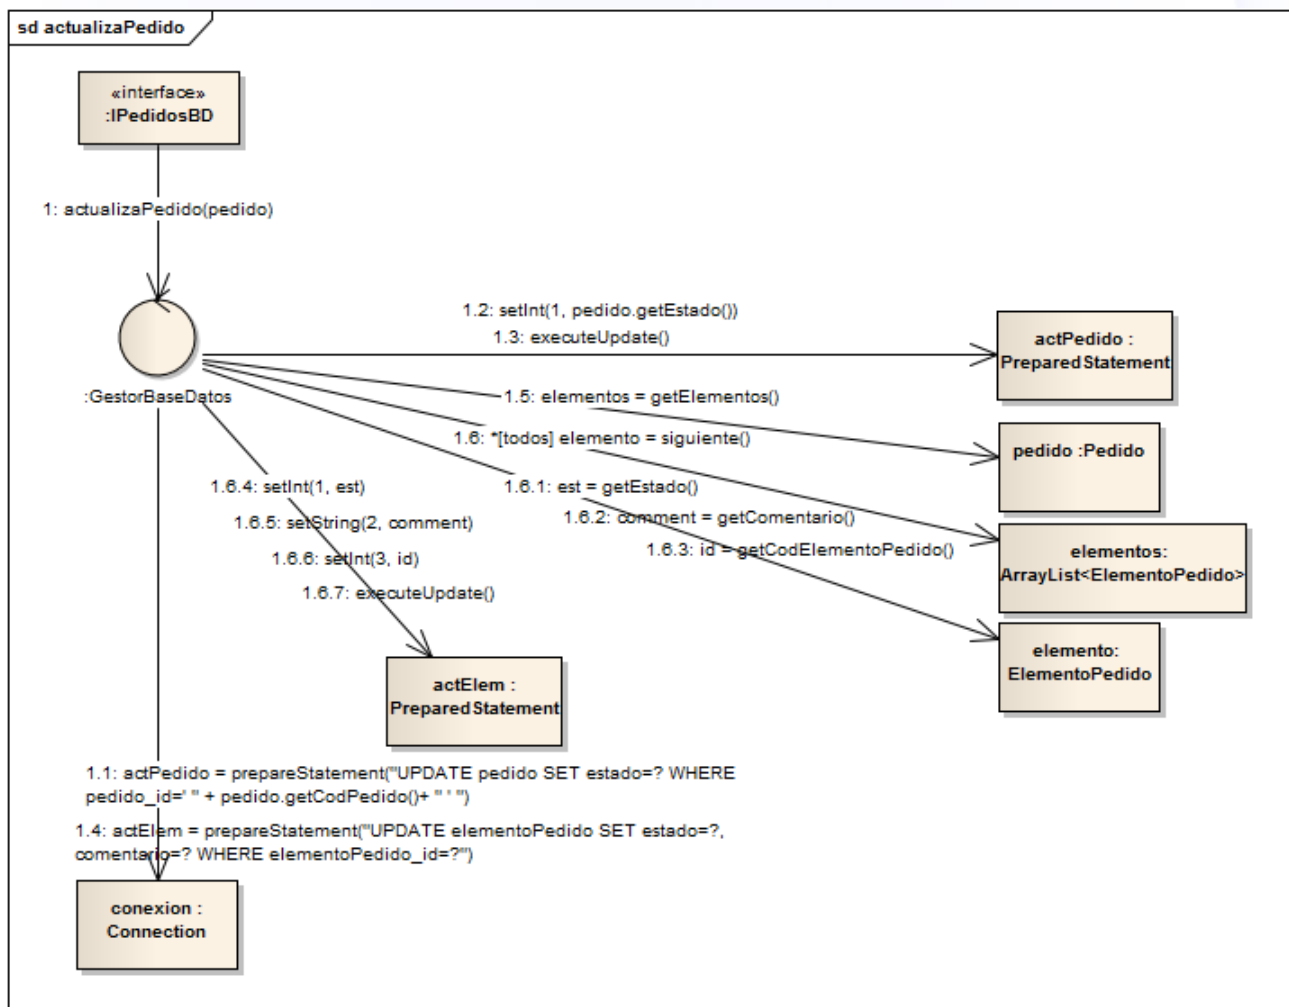 sd actualizaPedido
«interface»
:IPedidosBD
1: actualizaPedido(pedido)
:GestorBaseDatos
1.2: setInt(1, pedido.getEstado())
1.3: executeUpdate()
actPedido :
PreparedStatement
1.5: elementos = getElementos()
1.6: *[todos] elemento = siguiente()
pedido :Pedido
1.6.4: setInt(1, est)
1.6.5: setString(2, comment)
1.6.6: setInt(3, id)
1.6.7: executeUpdate()
1.6.1: est = getEstado()
1.6.2: comment = getComentario()
1.6.3: id = getCodElementoPedido()
elementos:
ArrayList<ElementoPedido>
elemento:
ElementoPedido
actElem :
PreparedStatement
1.1: actPedido = prepareStatement("UPDATE pedido SET estado=? WHERE
pedido_id=' " + pedido.getCodPedido()+ " ' ")
1.4: actElem = prepareStatement("UPDATE elementoPedido SET estado=?,
comentario=? WHERE elementoPedido_id=?")
conexion :
Connection